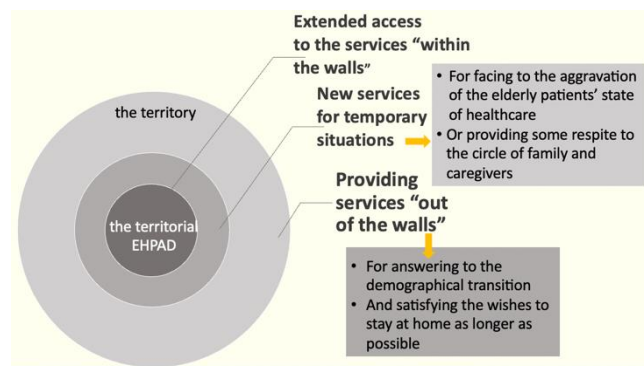 Extended access
to the services “within
the walls”
the territory
New services
for temporary
situations
• For facing to the aggravation
of the elderly patients’ state
of healthcare
• Or providing some respite to
the circle of family and
caregivers
the territorial
EHPAD
Providing
services “out
of the walls”
• For answering to the
demographical transition
• And satisfying the wishes to
stay at home as longer as
possible